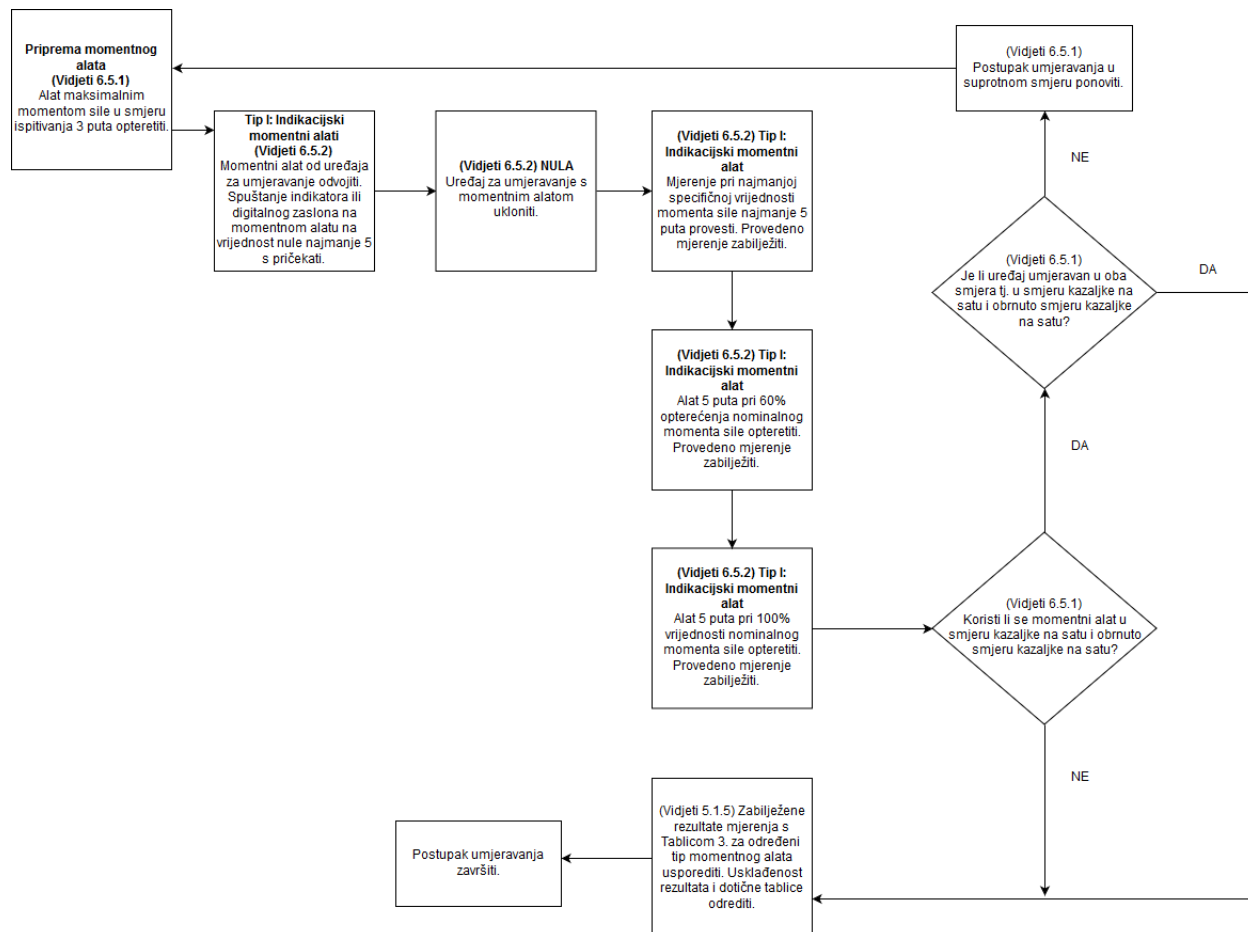 Priprema momentnog
alata
(Vidjeti 6.5.1)
Alat maksimalnim
momentom sile u smjeru
ispitivanja 3 puta opteretiti.
Tip I: Indikacijski
momentni alati
(Vidjeti 6.5.2)
Momentni alat od uređaja
za umjeravanje odvojiti.
Spuštanje indikatora ili
digitalnog zaslona na
momentnom alatu na
vrijednost nule najmanje 5
s pričekati.
(Vidjeti 6.5.2) NULA
Uređaj za umjeravanje s
momentnim alatom
ukloniti.
(Vidjeti 6.5.2) Tip I:
Indikacijski momentni
alat
Mjerenje pri najmanjoj
specifičnoj vrijednosti
momenta sile najmanje 5
puta provesti. Provedeno
mjerenje zabilježiti.
(Vidjeti 6.5.2) Tip I:
Indikacijski momentni
alat
Alat 5 puta pri 60%
opterećenja nominalnog
momenta sile opteretiti.
Provedeno mjerenje
zabilježiti.
(Vidjeti 6.5.2) Tip I:
Indikacijski momentni
alat
Alat 5 puta pri 100%
vrijednosti nominalnog
momenta sile opteretiti.
Provedeno mjerenje
zabilježiti.
(Vidjeti 6.5.1)
Koristi li se momentni alat u
smjeru kazaljke na satu i obrnuto
smjeru kazaljke na satu?
DA
(Vidjeti 6.5.1)
Je li uređaj umjeravan u oba
smjera tj. u smjeru kazaljke na
satu i obrnuto smjeru kazaljke
na satu?
DA
NE
(Vidjeti 6.5.1)
Postupak umjeravanja u
suprotnom smjeru ponoviti.
NE
(Vidjeti 5.1.5) Zabilježene
rezultate mjerenja s
Tablicom 3. za određeni
tip momentnog alata
usporediti. Usklađenost
rezultata i dotične tablice
odrediti.
Postupak umjeravanja
završiti.